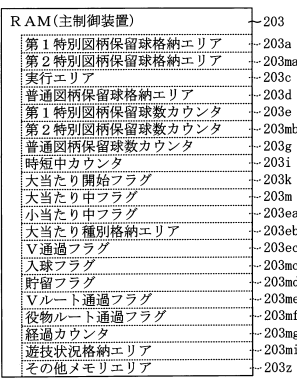 RAM(主制御装置) 203
第1特別図柄保留球格納エリア 203a
第2特別図柄保留球格納エリア 203ma
実行エリア 203c
普通図柄保留球格納エリア 203d
第1特別図柄保留球数カウンタ 203e
第2特別図柄保留球数カウンタ 203mb
普通図柄保留球数カウンタ 203g
時短中カウンタ 203i
大当たり開始フラグ 203k
大当たり中フラグ 203m
小当たり中フラグ 203ea
大当たり種別格納エリア 203eb
V通過フラグ 203ec
入球フラグ 203mc
貯留フラグ 203md
Vルート通過フラグ 203me
役物ルート通過フラグ 203mf
経過カウンタ 203mg
遊技状況格納エリア 203mi
その他メモリエリア 203z